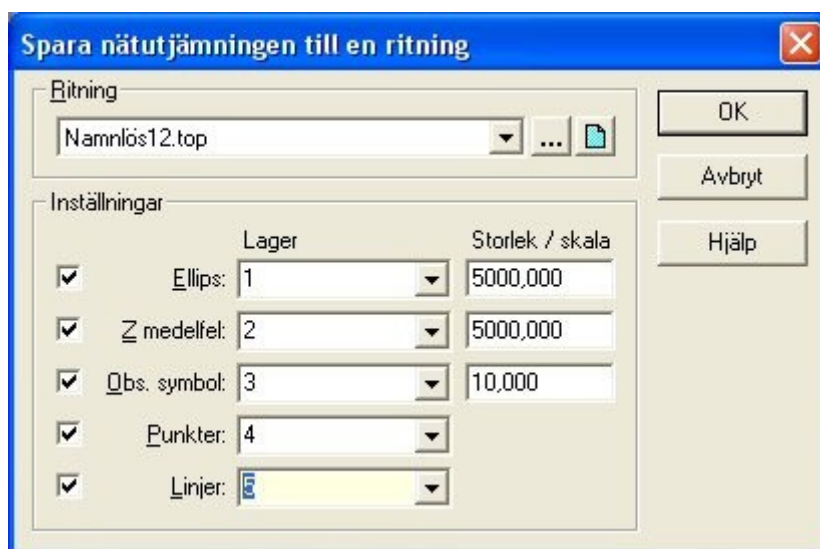 Spara nätutjämningen till en ritning
Ritning
Namnlös12.top
...
OK
Avbryt
Hjälp
Inställningar
Lager Storlek / skala
Ellips: 1 5000,000
Z medelfel: 2 5000,000
Obs. symbol: 3 10,000
Punkter: 4
Linjer: 5